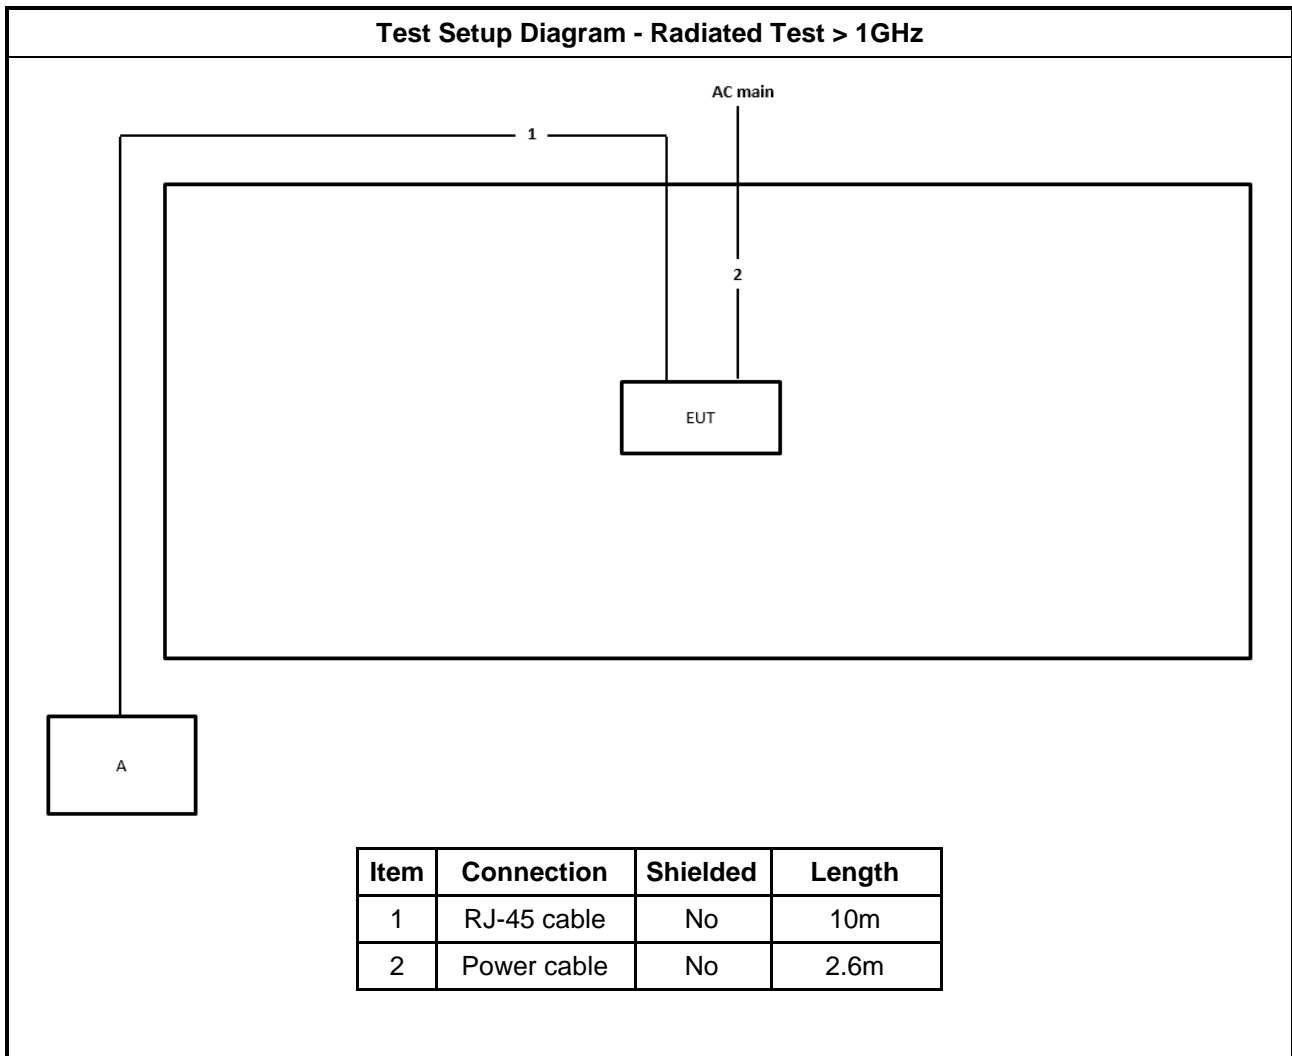 Test Setup Diagram - Radiated Test > 1GHz
AC main
1
2
EUT
A
Item Connection Shielded Length
1 RJ-45 cable No 10m
2 Power cable No 2.6m